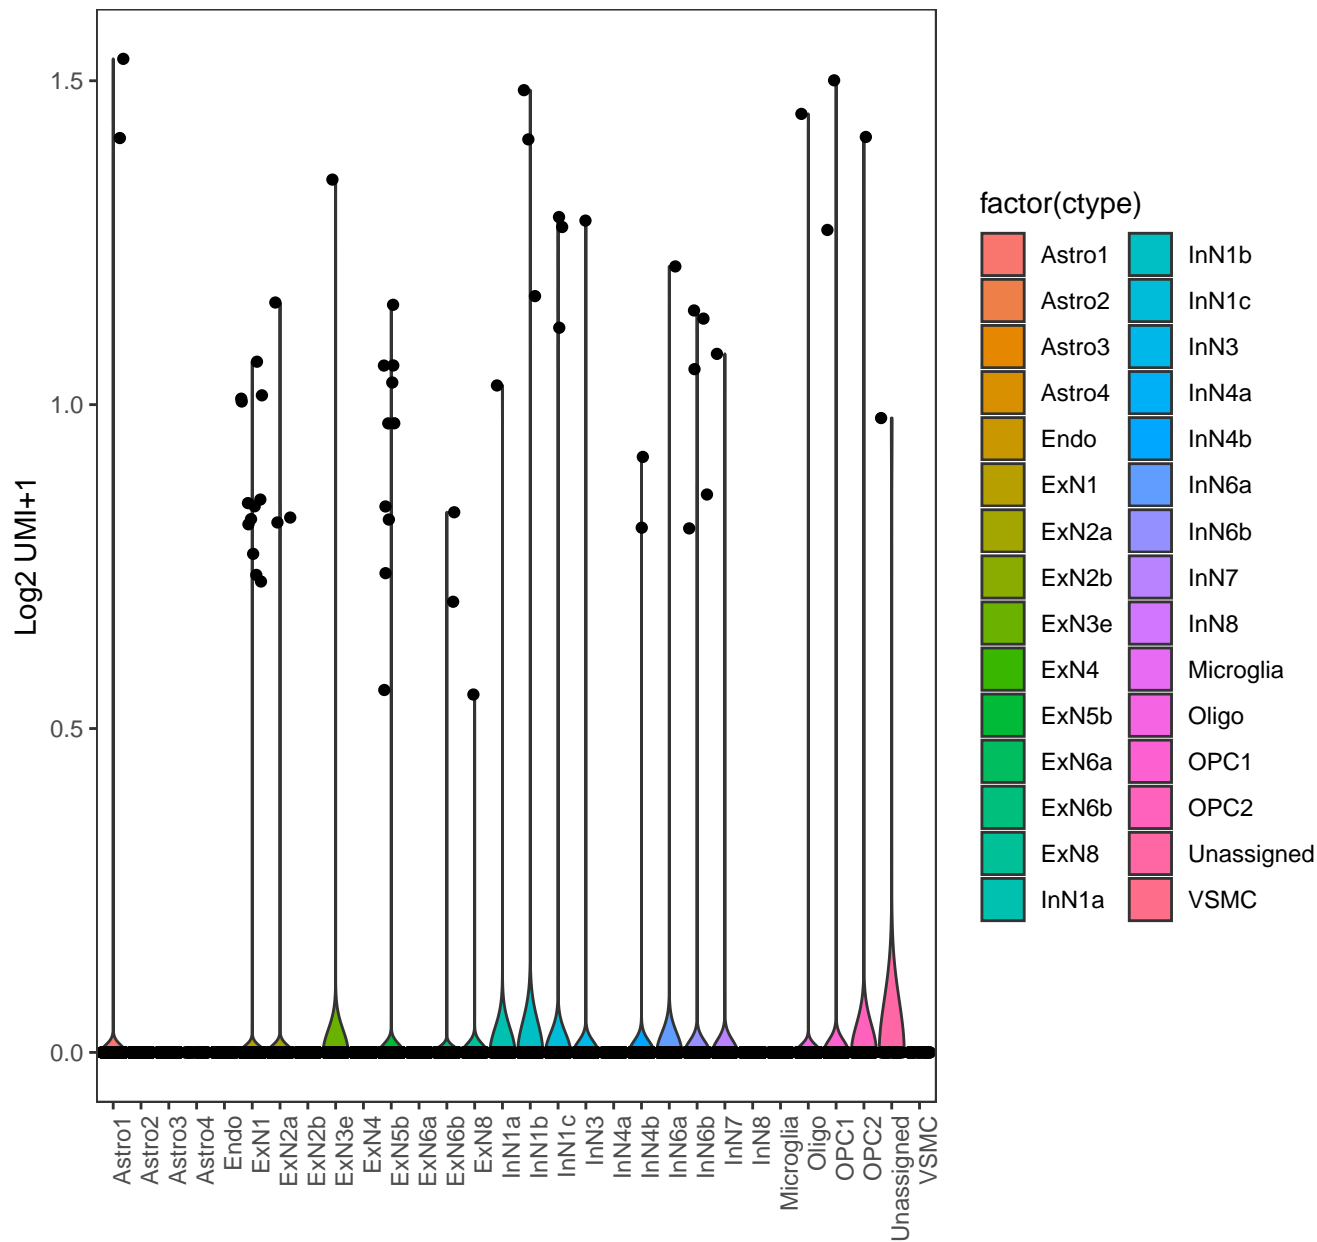 Log2 UMI+1
1.5
1.0
0.5
0.0
Astro1
Astro2
Astro3
Astro4
Endo
ExN1
ExN2a
ExN2b
ExN3e
ExN4
ExN5b
ExN6a
ExN6b
ExN8
InN1a
InN1b
InN1c
InN3
InN4a
InN4b
InN6a
InN6b
InN7
InN8
Microglia
Oligo
OPC1
OPC2
Unassigned
VSMC
factor(ctype)
Astro1
Astro2
Astro3
Astro4
Endo
ExN1
ExN2a
ExN2b
ExN3e
ExN4
ExN5b
ExN6a
ExN6b
ExN8
InN1a
InN1b
InN1c
InN3
InN4a
InN4b
InN6a
InN6b
InN7
InN8
Microglia
Oligo
OPC1
OPC2
Unassigned
VSMC